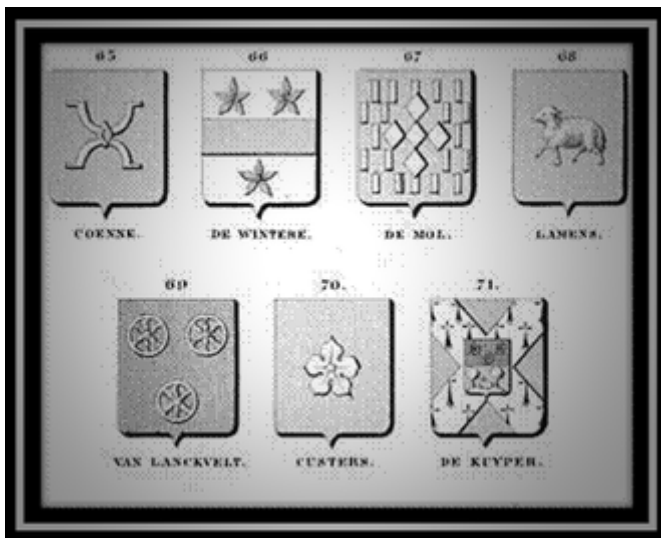 65 66 67 68
COENNE. DE WINTERE. DE MOL. LAMENS.
69 70. 71.
VAN LANCKVELT. CUSTERS. DE KUYPER.